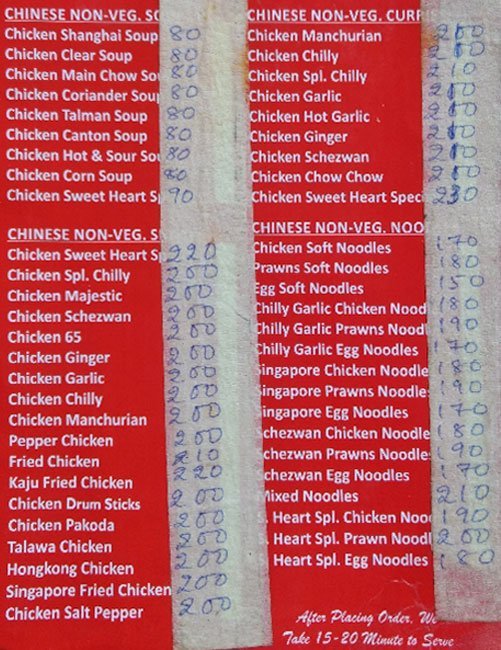 CHINESE NON-VEG. SO
Chicken Shanghai Soup 80
Chicken Clear Soup 80
Chicken Main Chow Sou 80
Chicken Coriander Soup 80
Chicken Talman Soup 80
Chicken Canton Soup 80
Chicken Hot & Sour Sou 80
Chicken Corn Soup 80
Chicken Sweet Heart Sp 90
CHINESE NON-VEG. S
Chicken Sweet Heart Sp 220
Chicken Spl. Chilly 200
Chicken Majestic 200
Chicken Schezwan 200
Chicken 65 200
Chicken Ginger 200
Chicken Garlic 200
Chicken Chilly 200
Chicken Manchurian 200
Pepper Chicken 200
Fried Chicken 210
Kaju Fried Chicken 220
Chicken Drum Sticks 200
Chicken Pakoda 200
Talawa Chicken 200
Hongkong Chicken 200
Singapore Fried Chicken 200
Chicken Salt Pepper 200
CHINESE NON-VEG. CURR
Chicken Manchurian
Chicken Chilly
Chicken Spl. Chilly 210
Chicken Garlic
Chicken Hot Garlic
Chicken Ginger
Chicken Schezwan
Chicken Chow Chow
Chicken Sweet Heart Speci 230
CHINESE NON-VEG. NOO
Chicken Soft Noodles 170
Prawns Soft Noodles 180
Egg Soft Noodles 150
Chilly Garlic Chicken Nood 180
Chilly Garlic Prawns Noodl 190
Chilly Garlic Egg Noodles 170
Singapore Chicken Noodle 180
Singapore Prawns Noodles 190
Singapore Egg Noodles 170
Schezwan Chicken Noodle 180
Schezwan Prawns Noodles 190
Schezwan Egg Noodles 170
Mixed Noodles 210
S. Heart Spl. Chicken Nood 190
S. Heart Spl. Prawn Noodl 200
S. Heart Spl. Egg Noodles 180
After Placing Order, We
Take 15-20 Minute to Serve